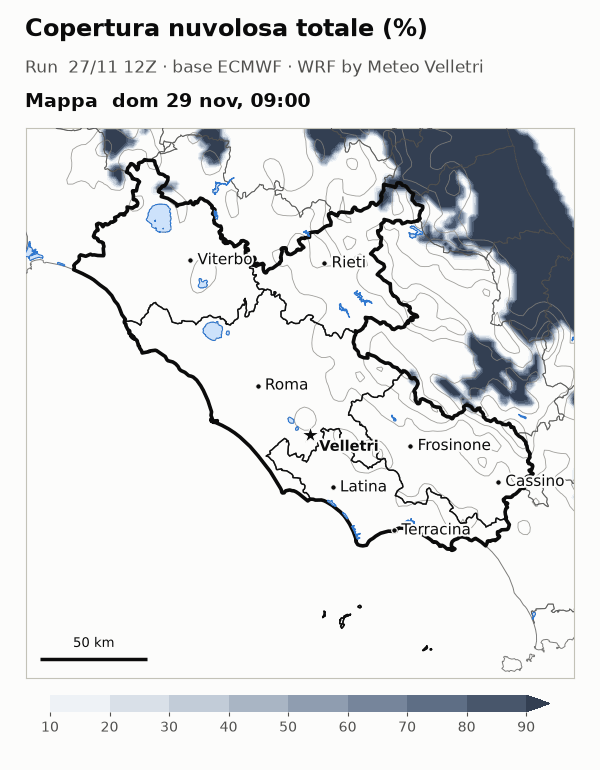 Copertura nuvolosa totale (%)
Run 27/11 12Z · base ECMWF · WRF by Meteo Velletri
Mappa dom 29 nov, 09:00
Viterbo
Rieti
Roma
Velletri
Frosinone
Latina
Cassino
Terracina
50 km
10 20 30 40 50 60 70 80 90